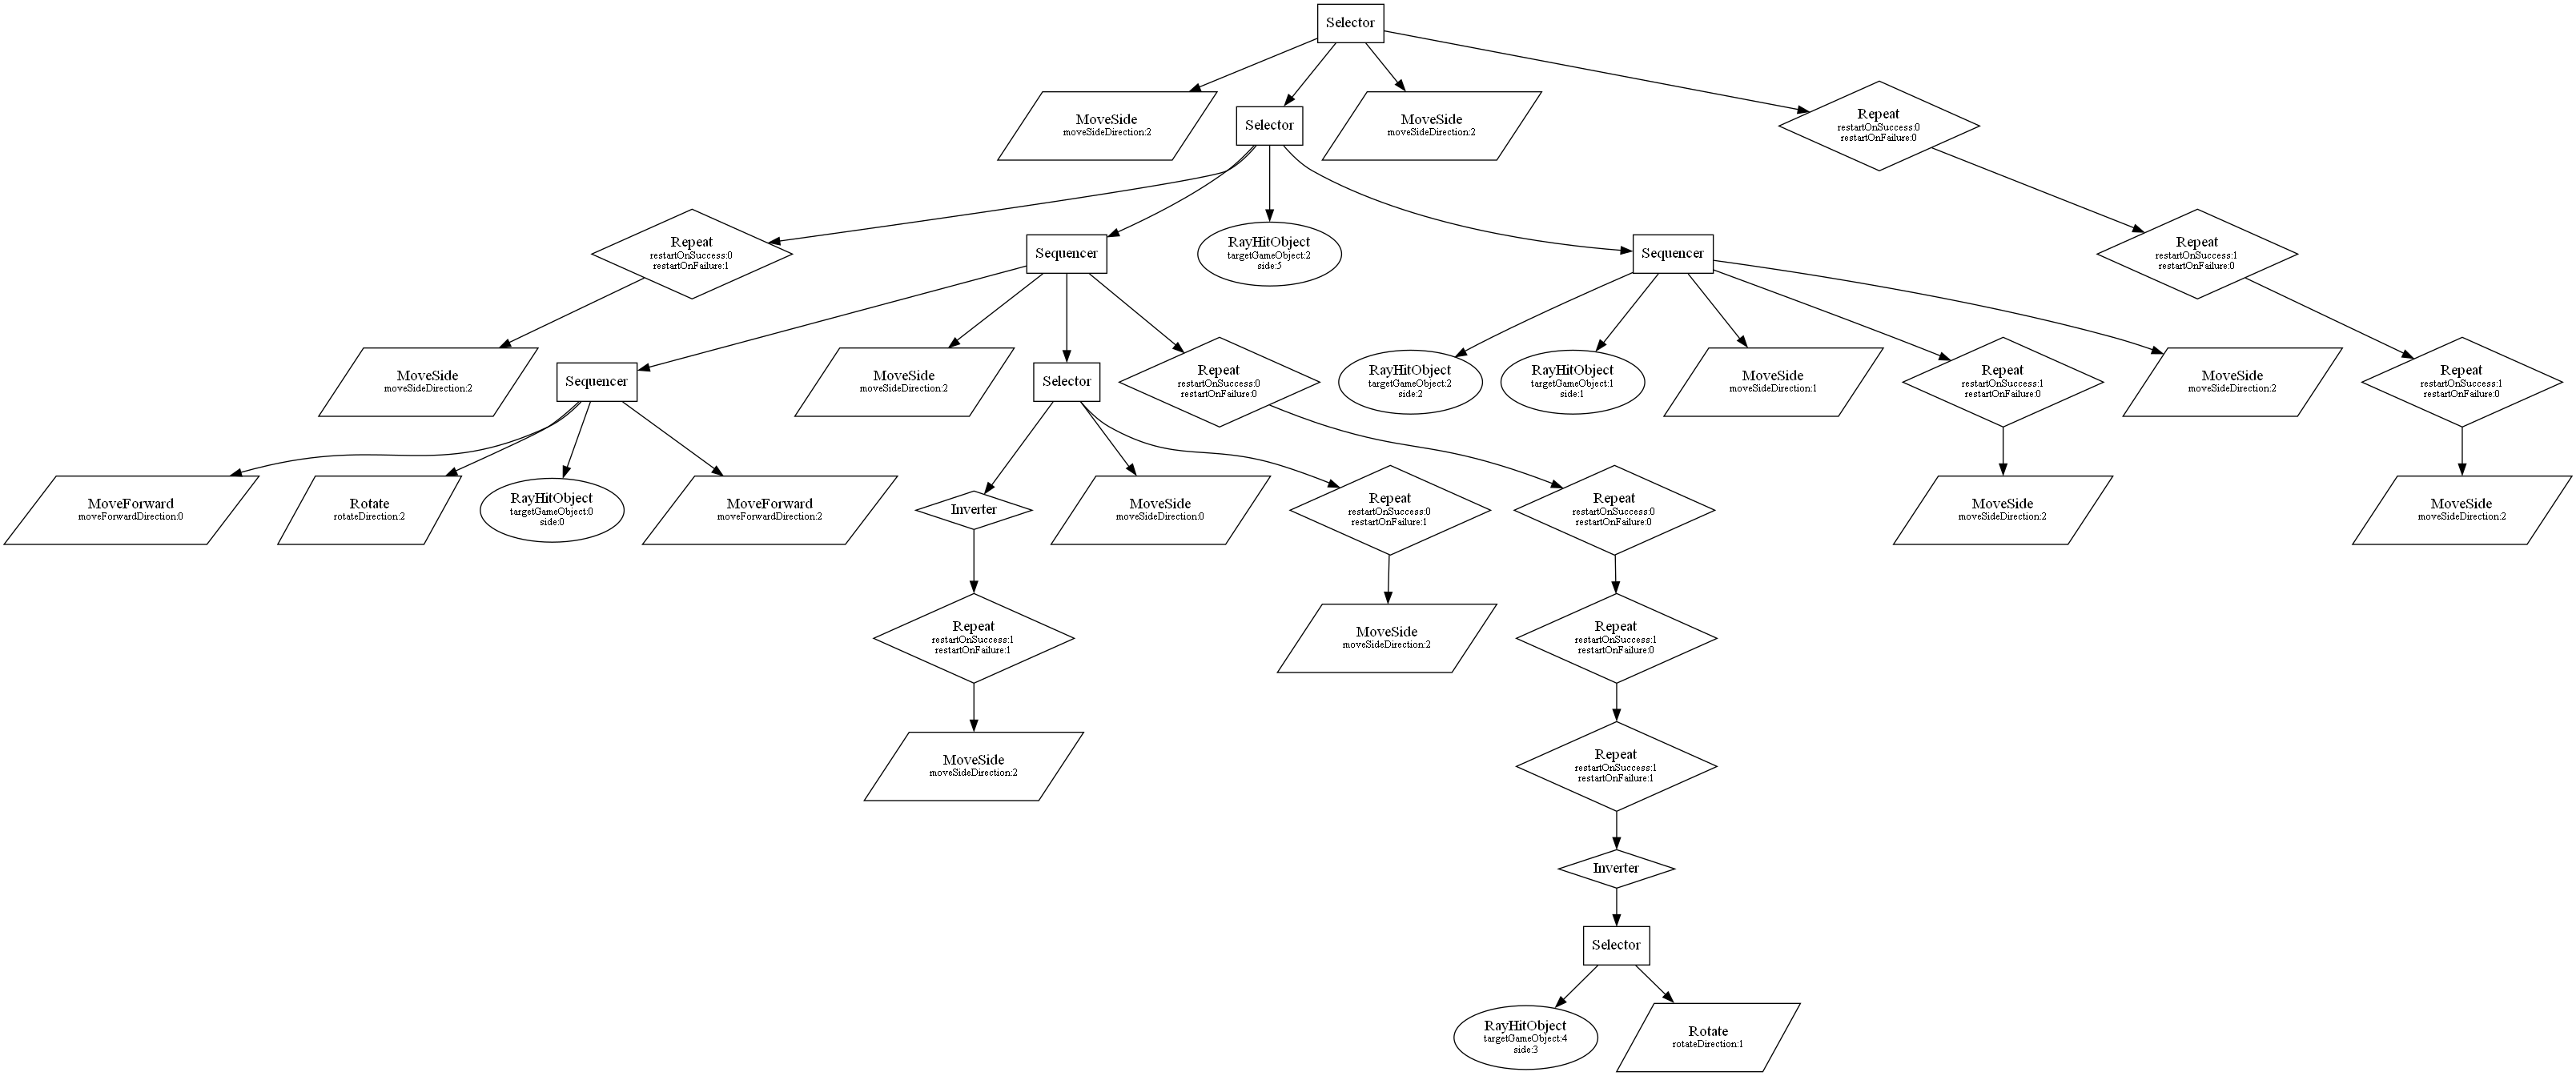 Selector
MoveSide
moveSideDirection:2
Selector
MoveSide
moveSideDirection:2
Repeat
restartOnSuccess:0
restartOnFailure:0
Repeat
restartOnSuccess:0
restartOnFailure:1
Sequencer
RayHitObject
targetGameObject:2
side:5
Sequencer
Repeat
restartOnSuccess:1
restartOnFailure:0
MoveSide
moveSideDirection:2
Sequencer
MoveSide
moveSideDirection:2
Selector
Repeat
restartOnSuccess:0
restartOnFailure:0
RayHitObject
targetGameObject:2
side:2
RayHitObject
targetGameObject:1
side:1
MoveSide
moveSideDirection:1
Repeat
restartOnSuccess:1
restartOnFailure:0
MoveSide
moveSideDirection:2
Repeat
restartOnSuccess:1
restartOnFailure:0
MoveForward
moveForwardDirection:0
Rotate
rotateDirection:2
RayHitObject
targetGameObject:0
side:0
MoveForward
moveForwardDirection:2
Inverter
MoveSide
moveSideDirection:0
Repeat
restartOnSuccess:0
restartOnFailure:1
Repeat
restartOnSuccess:0
restartOnFailure:0
MoveSide
moveSideDirection:2
MoveSide
moveSideDirection:2
Repeat
restartOnSuccess:1
restartOnFailure:1
MoveSide
moveSideDirection:2
Repeat
restartOnSuccess:1
restartOnFailure:0
MoveSide
moveSideDirection:2
Repeat
restartOnSuccess:1
restartOnFailure:1
Inverter
Selector
RayHitObject
targetGameObject:4
side:3
Rotate
rotateDirection:1